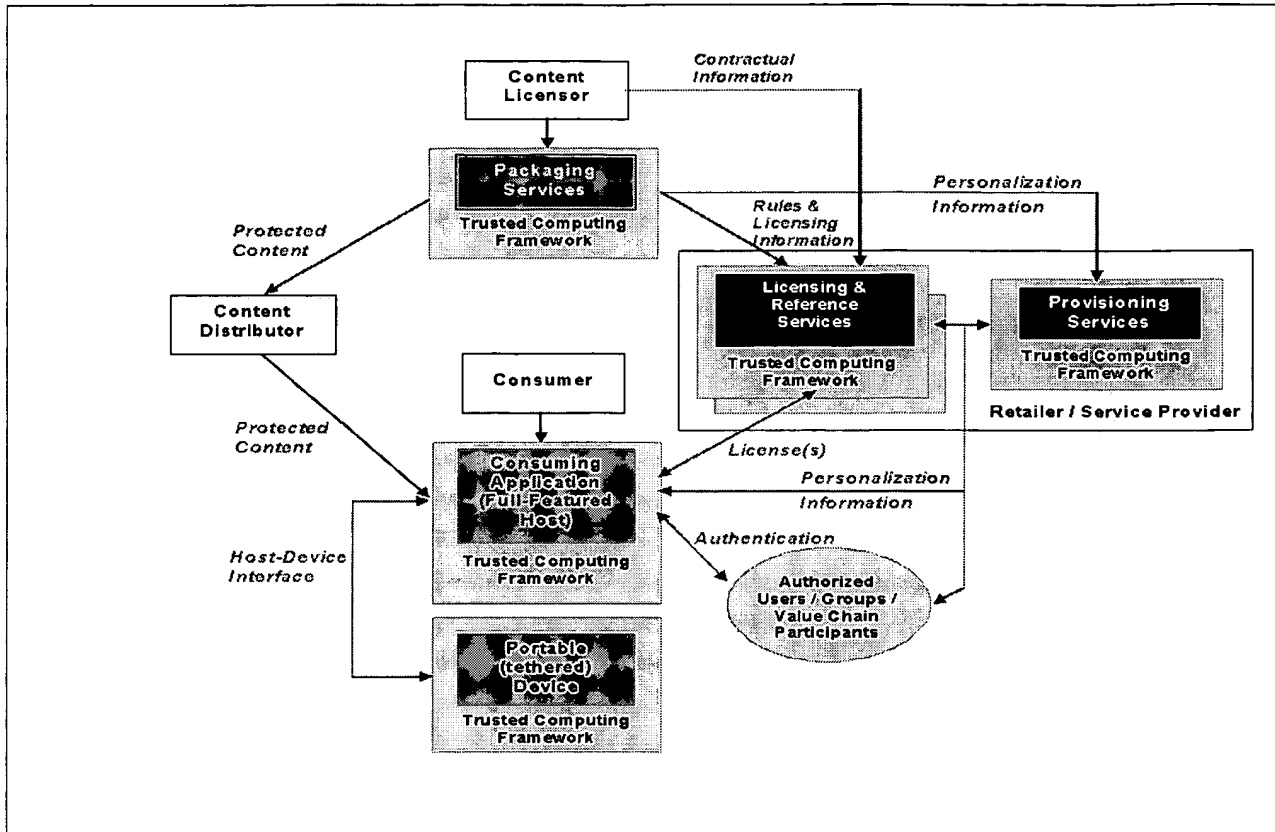 Content
Licensor
Contractual
Information
Packaging
Services
Trusted Computing
Framework
Personalization
Information
Rules &
Licensing
Information
Protected
Content
Content
Distributor
Licensing &
Reference
Services
Trusted Computing
Framework
Provisioning
Services
Trusted Computing
Framework
Retailer / Service Provider
Consumer
Protected
Content
Consuming
Application
(Full-Featured
Host)
Trusted Computing
Framework
License(s)
Personalization
Information
Authentication
Host-Device
Interface
Authorized
Users / Groups /
Value Chain
Participants
Portable
(tethered)
Device
Trusted Computing
Framework